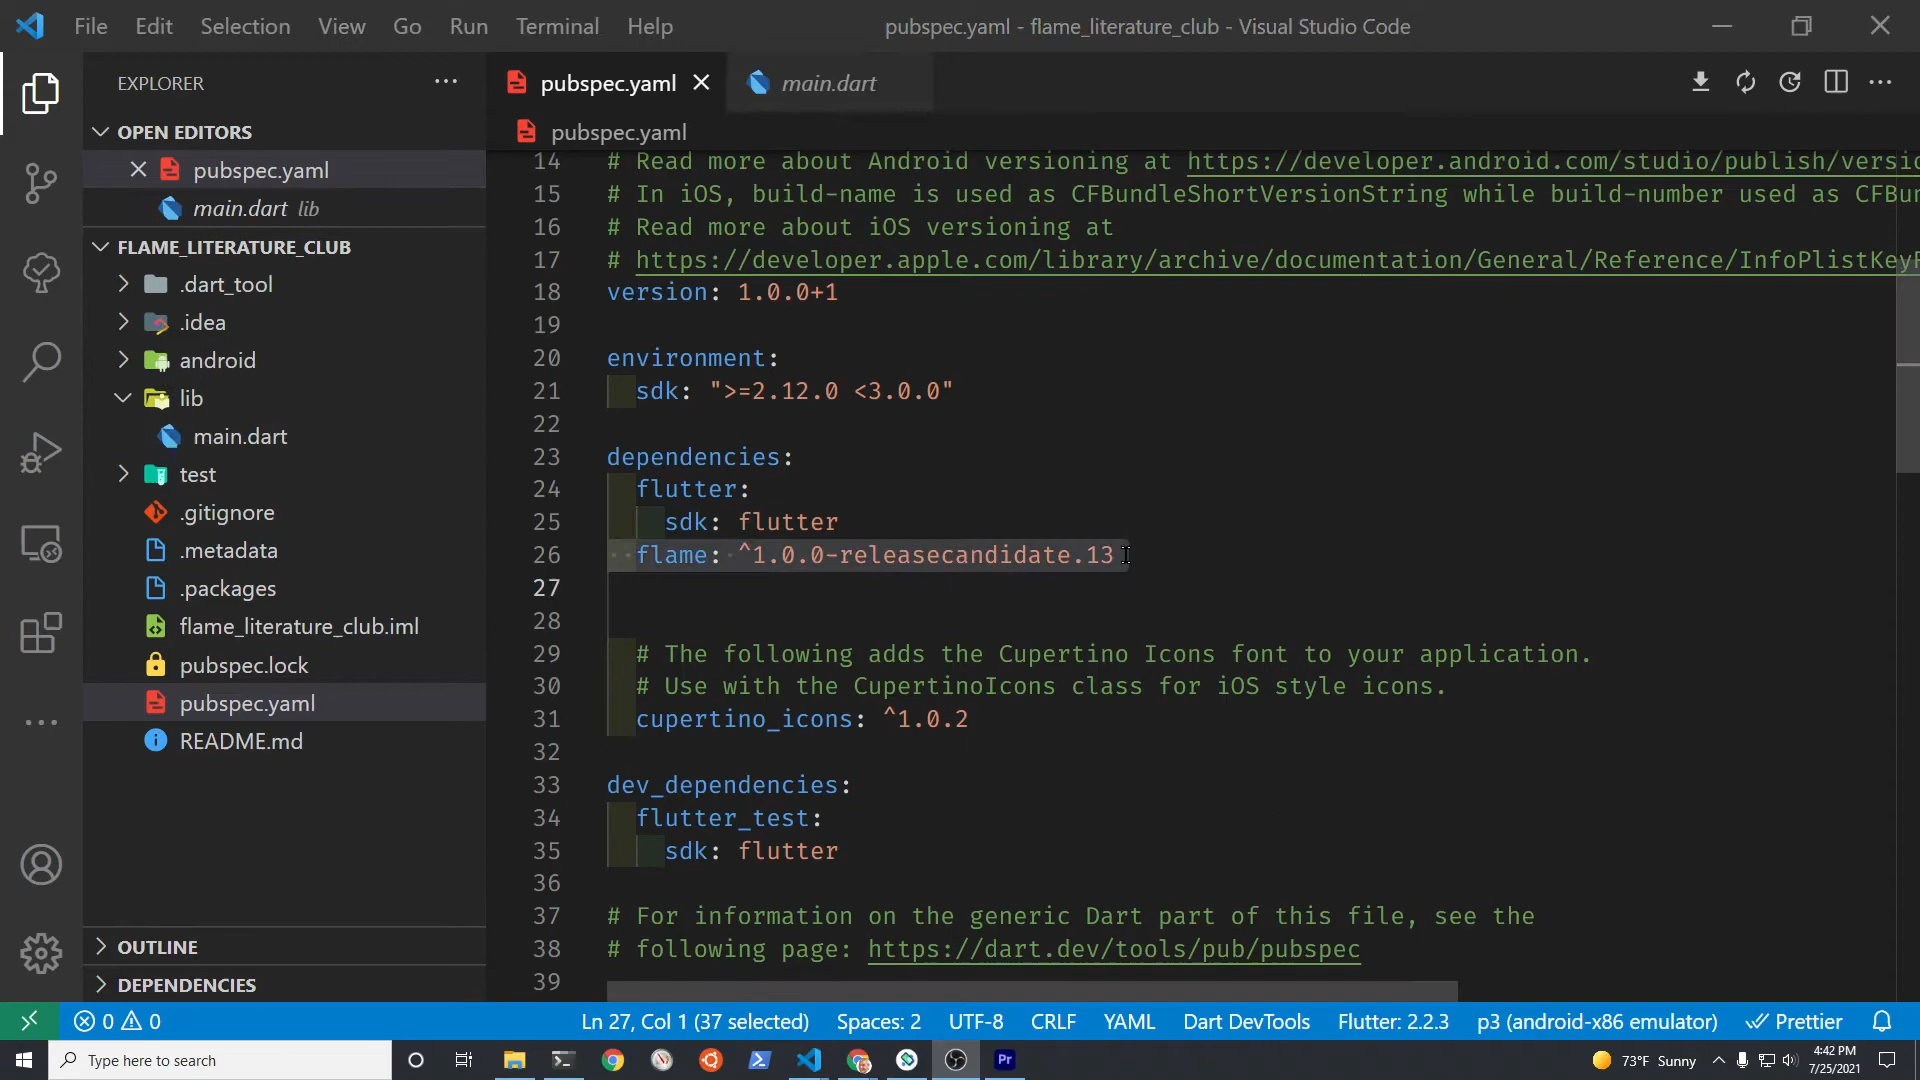 File Edit Selection View Go Run Terminal Help
pubspec.yaml - flame_literature_club - Visual Studio Code
EXPLORER
OPEN EDITORS
pubspec.yaml
main.dart lib
FLAME_LITERATURE_CLUB
.dart_tool
.idea
android
lib
main.dart
test
.gitignore
.metadata
.packages
flame_literature_club.iml
pubspec.lock
pubspec.yaml
README.md
OUTLINE
DEPENDENCIES
pubspec.yaml
main.dart
pubspec.yaml
14 # Read more about Android versioning at https://developer.android.com/studio/publish/versio
15 # In iOS, build-name is used as CFBundleShortVersionString while build-number used as CFBun
16 # Read more about iOS versioning at
17 # https://developer.apple.com/library/archive/documentation/General/Reference/InfoPlistKeyR
18 version: 1.0.0+1
19
20 environment:
21 sdk: ">=2.12.0 <3.0.0"
22
23 dependencies:
24 flutter:
25 sdk: flutter
26 flame: ^1.0.0-releasecandidate.13
27
28
29 # The following adds the Cupertino Icons font to your application.
30 # Use with the CupertinoIcons class for iOS style icons.
31 cupertino_icons: ^1.0.2
32
33 dev_dependencies:
34 flutter_test:
35 sdk: flutter
36
37 # For information on the generic Dart part of this file, see the
38 # following page: https://dart.dev/tools/pub/pubspec
39
0 0
Ln 27, Col 1 (37 selected) Spaces: 2 UTF-8 CRLF YAML Dart DevTools Flutter: 2.2.3 p3 (android-x86 emulator) Prettier
Type here to search
Pr
73°F Sunny
4:42 PM
7/25/2021